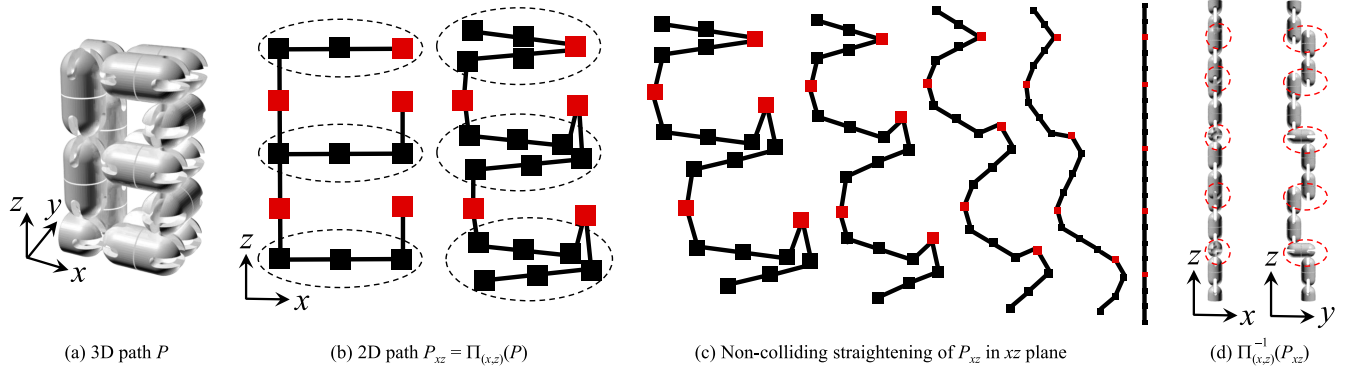 z
y
x
z
x
z
x
z
y
(a) 3D path P
(b) 2D path P_xz = Π_(x,z)(P)
(c) Non-colliding straightening of P_xz in xz plane
(d) Π^−1_(x,z)(P_xz)